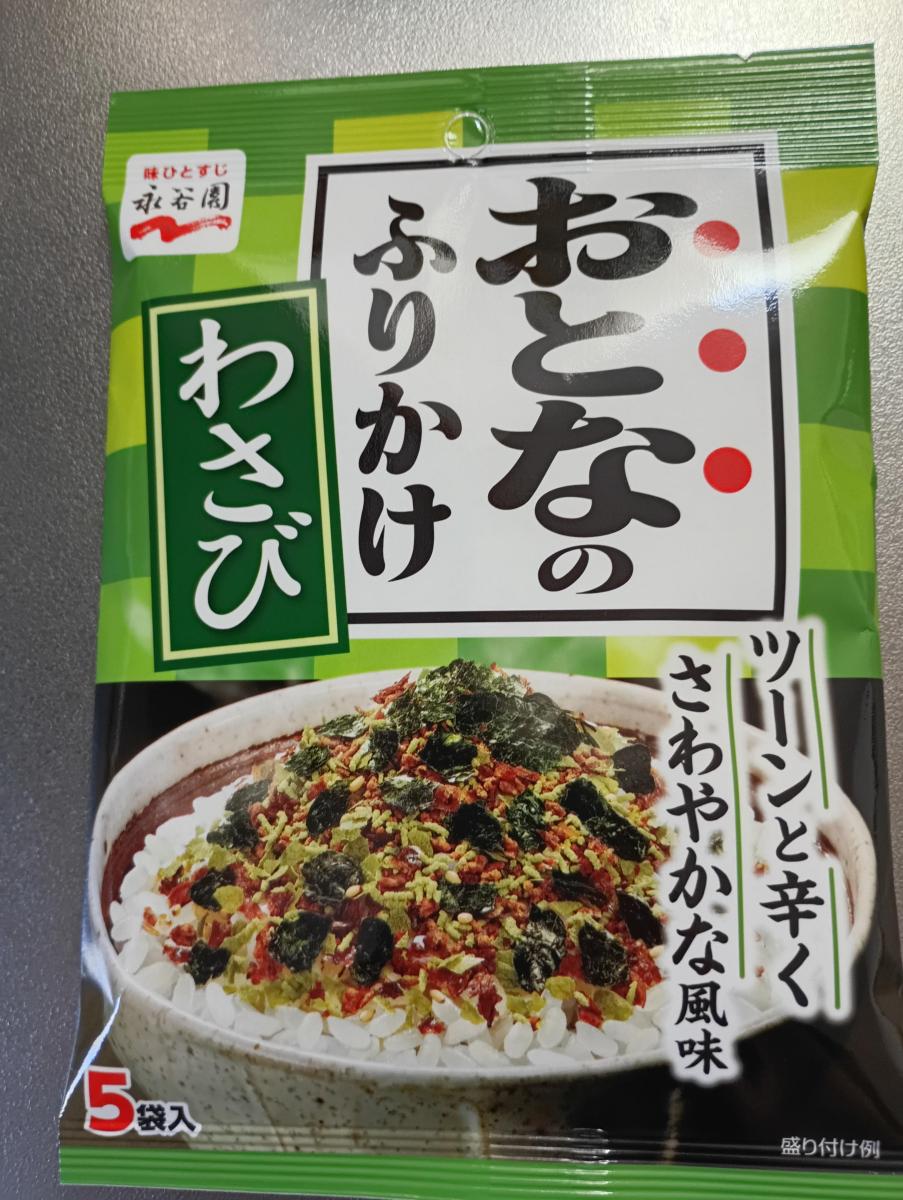 味ひとすじ
永谷園
おとなの
ふりかけ
わさび
ツーンと辛く
さわやかな風味
5袋入
盛り付け例